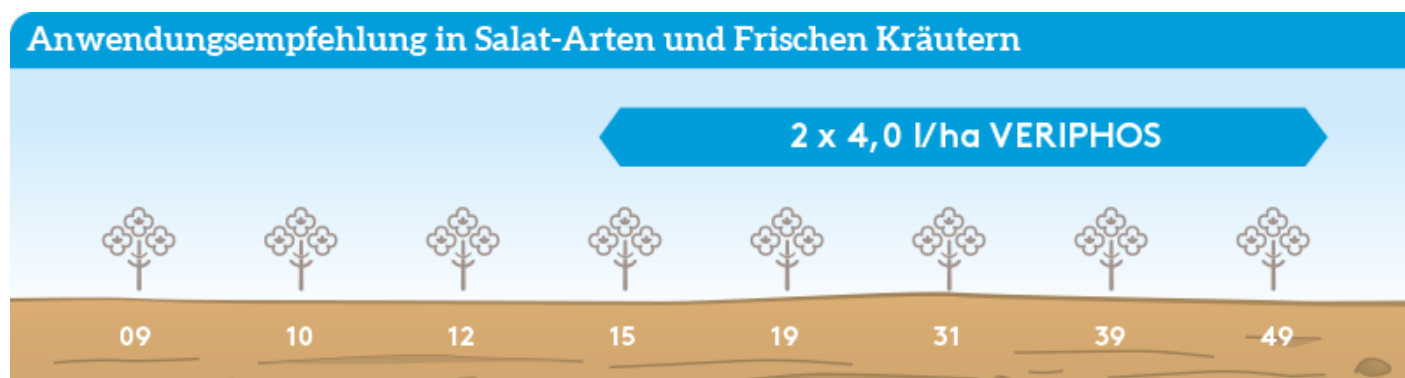 Anwendungsempfehlung in Salat-Arten und Frischen Kräutern
2 x 4,0 l/ha VERIPHOS
09 10 12 15 19 31 39 49